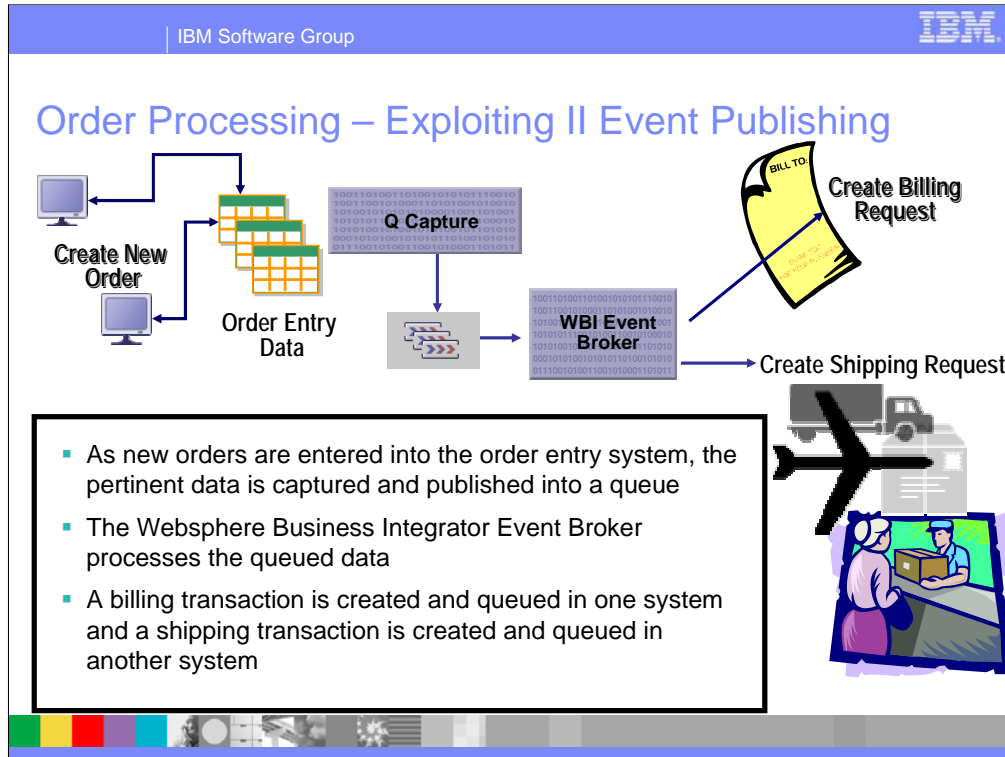 IBM Software Group
IBM.
Order Processing – Exploiting II Event Publishing
Create New
Order
Order Entry
Data
Q Capture
WBI Event
Broker
BILL TO:
Create Billing
Request
Create Shipping Request
▪ As new orders are entered into the order entry system, the
pertinent data is captured and published into a queue
▪ The Websphere Business Integrator Event Broker
processes the queued data
▪ A billing transaction is created and queued in one system
and a shipping transaction is created and queued in
another system